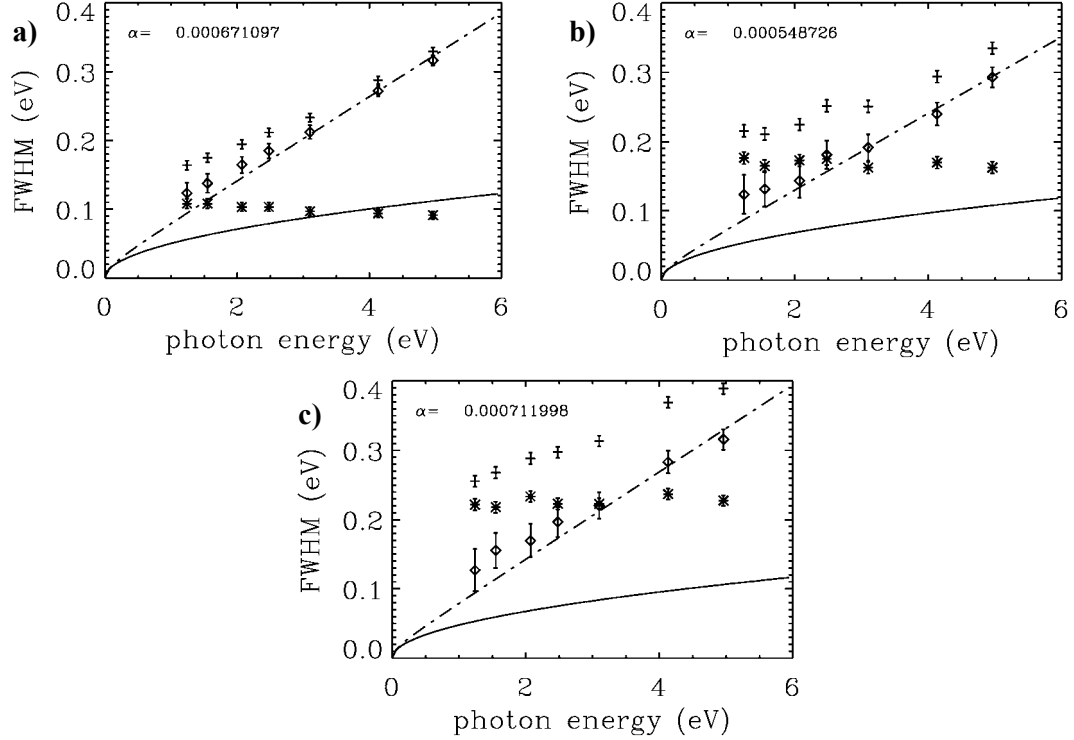 a)
α= 0.000671097
0.4
0.3
0.2
0.1
0.0
FWHM (eV)
0 2 4 6
photon energy (eV)
b)
α= 0.000548726
0.4
0.3
0.2
0.1
0.0
FWHM (eV)
0 2 4 6
photon energy (eV)
c)
α= 0.000711998
0.4
0.3
0.2
0.1
0.0
FWHM (eV)
0 2 4 6
photon energy (eV)